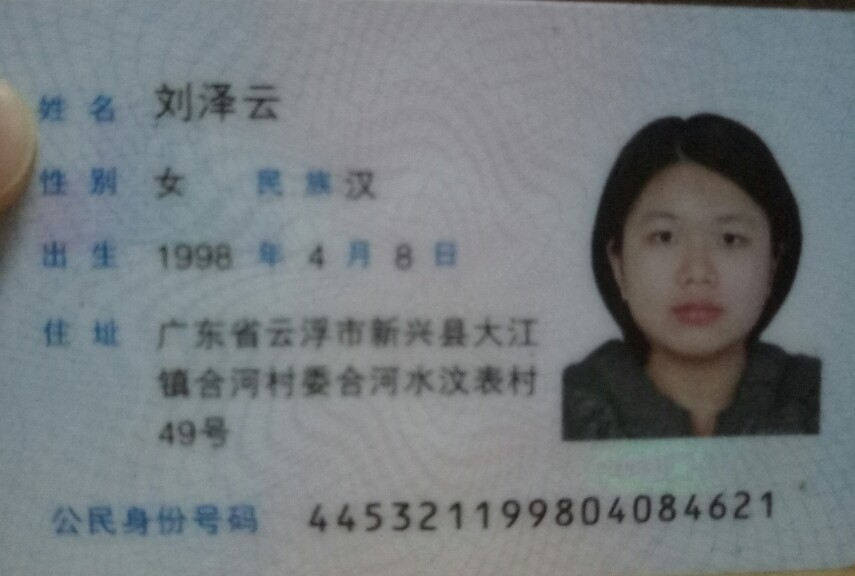 姓名 刘泽云
性别 女 民族 汉
出生 1998 年 4 月 8 日
住址 广东省云浮市新兴县大江
镇合河村委合河水汶表村
49号
公民身份号码 445321199804084621